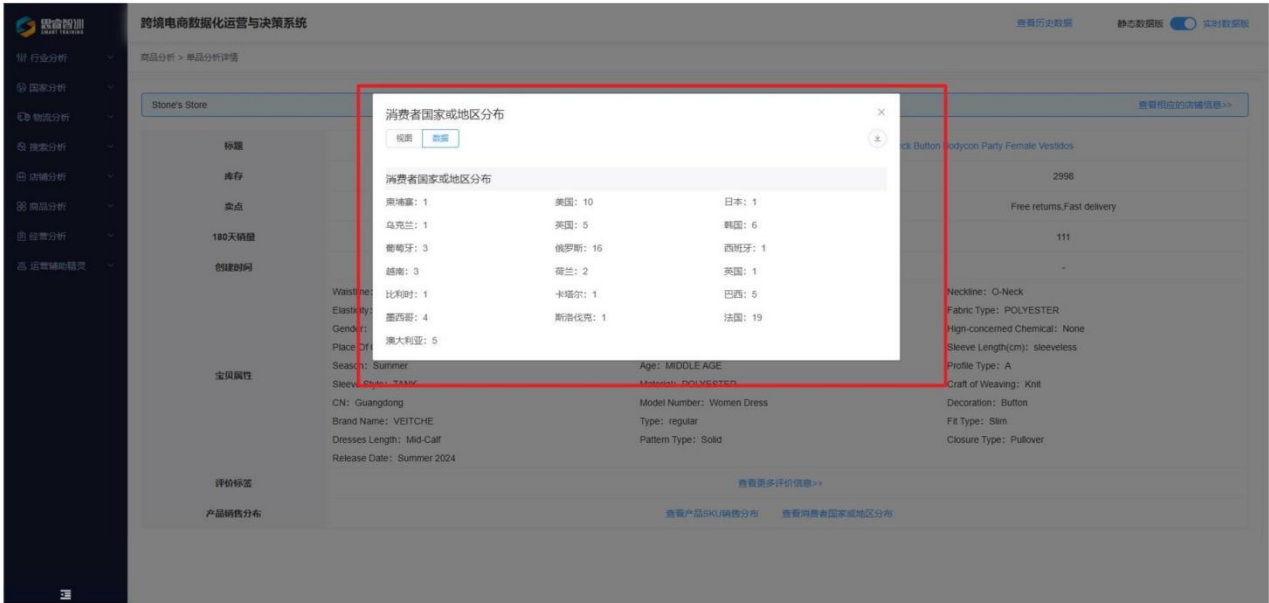 思睿智训
SMART TRAINING
跨境电商数据化运营与决策系统
查看历史数据
静态数据版
实时数据版
行业分析
国家分析
物流分析
搜索分析
店铺分析
商品分析
经营分析
运营辅助精灵
商品分析 > 单品分析详情
Stone's Store
查看相应的店铺信息>>
消费者国家或地区分布
×
视图 数据
消费者国家或地区分布
柬埔寨：1 美国：10 日本：1
乌克兰：1 英国：5 韩国：6
葡萄牙：3 俄罗斯：16 西班牙：1
越南：3 荷兰：2 英国：1
比利时：1 卡塔尔：1 巴西：5
墨西哥：4 斯洛伐克：1 法国：19
澳大利亚：5
标题
Button Bodycon Party Female Vestidos
库存
2998
卖点
Free returns,Fast delivery
180天销量
111
创建时间
-
宝贝属性
Neckline：O-Neck
Fabric Type：POLYESTER
Hign-concerned Chemical：None
Sleeve Length(cm)：sleeveless
Season：Summer Age：MIDDLE AGE Profile Type：A
Sleeve Style：TANK Material：POLYESTER Craft of Weaving：Knit
CN：Guangdong Model Number：Women Dress Decoration：Button
Brand Name：VEITCHE Type：regular Fit Type：Slim
Dresses Length：Mid-Calf Pattern Type：Solid Closure Type：Pullover
Release Date：Summer 2024
评价标签
查看更多评价信息>>
产品销售分布
查看产品SKU销售分布 查看消费者国家或地区分布